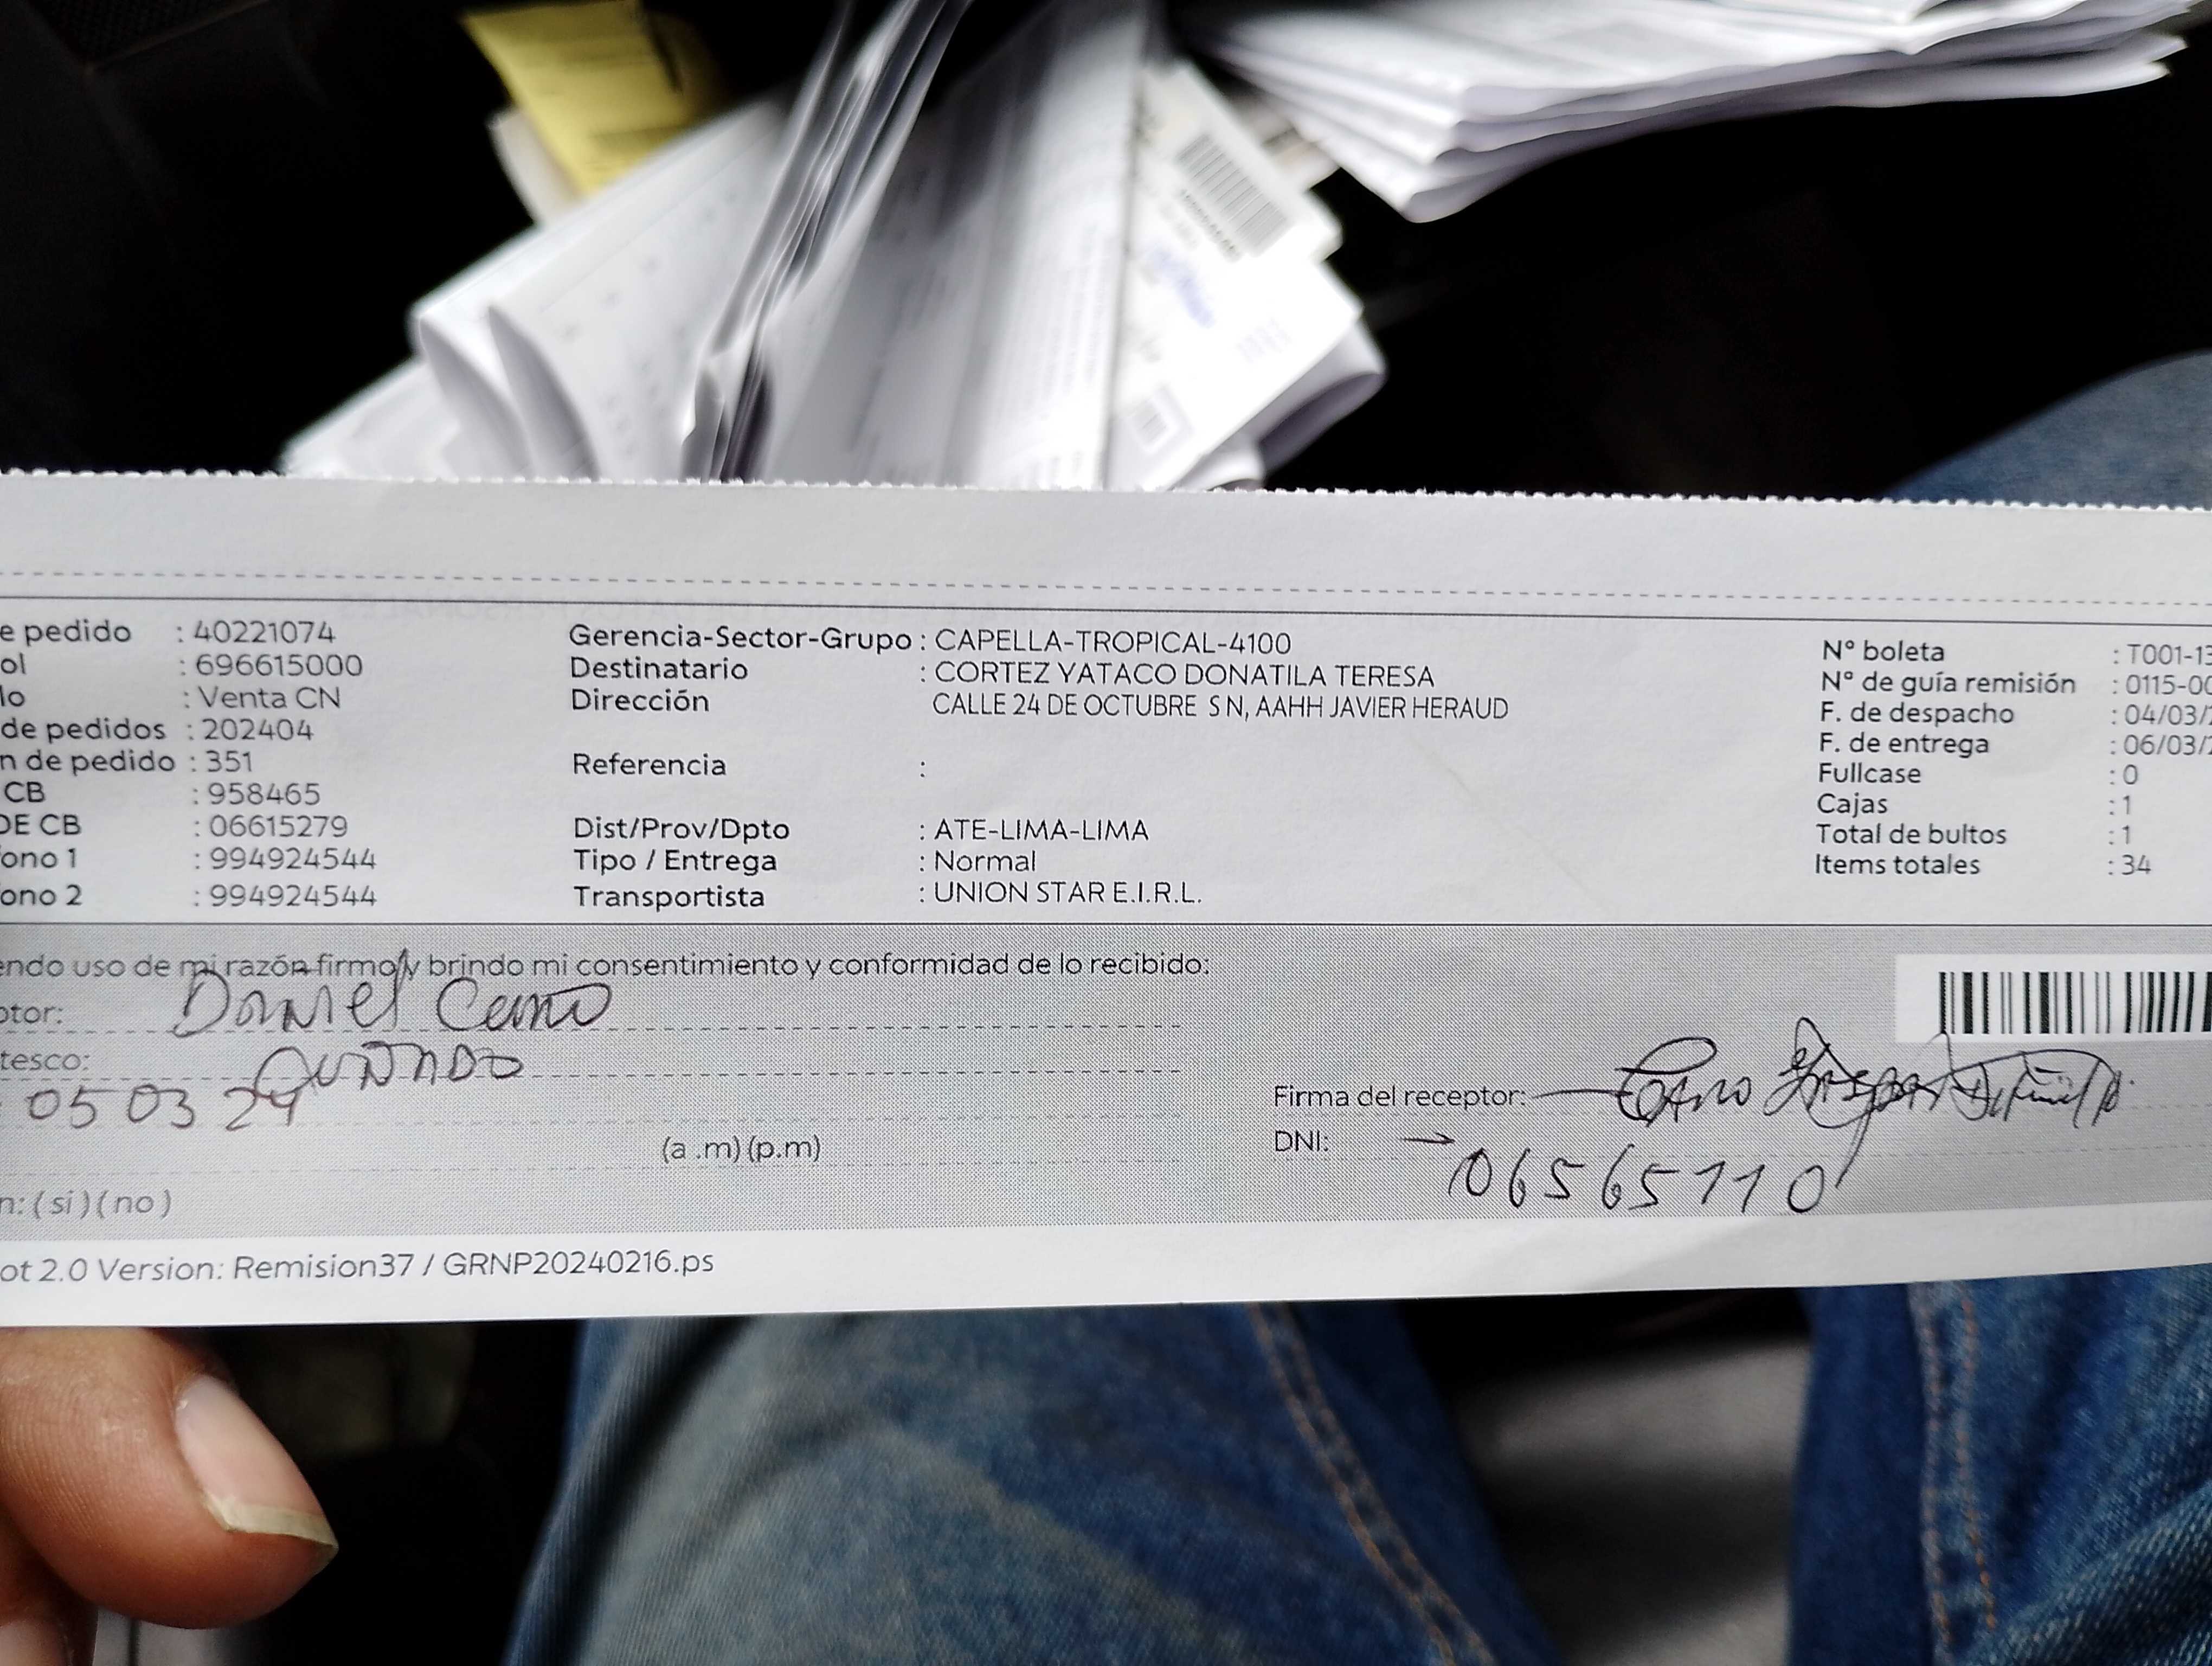 e pedido : 40221074
ol : 696615000
lo : Venta CN
de pedidos : 202404
n de pedido : 351
CB : 958465
DE CB : 06615279
fono 1 : 994924544
ono 2 : 994924544
Gerencia-Sector-Grupo : CAPELLA-TROPICAL-4100
Destinatario : CORTEZ YATACO DONATILA TERESA
Dirección CALLE 24 DE OCTUBRE S N, AAHH JAVIER HERAUD
Referencia :
Dist/Prov/Dpto : ATE-LIMA-LIMA
Tipo / Entrega : Normal
Transportista : UNION STAR E.I.R.L.
N° boleta : T001-13
N° de guía remisión : 0115-00
F. de despacho : 04/03/2
F. de entrega : 06/03/2
Fullcase : 0
Cajas : 1
Total de bultos : 1
Items totales : 34
endo uso de mi razón firmo y brindo mi consentimiento y conformidad de lo recibido:
ptor: Daniel
tesco:
05 03 24
(a .m) (p.m)
n: ( si ) ( no )
Firma del receptor:
DNI: → 06565110
ot 2.0 Version: Remision37 / GRNP20240216.ps